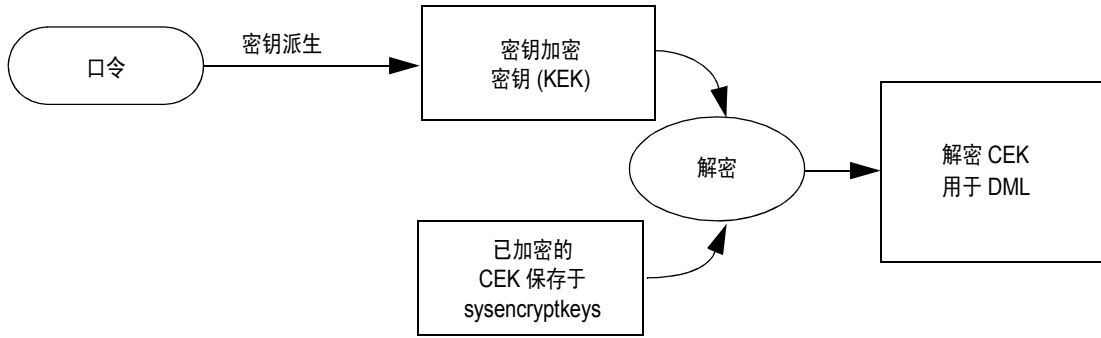 口令
密钥派生
密钥加密
密钥 (KEK)
解密
已加密的
CEK 保存于
sysencryptkeys
解密 CEK
用于 DML